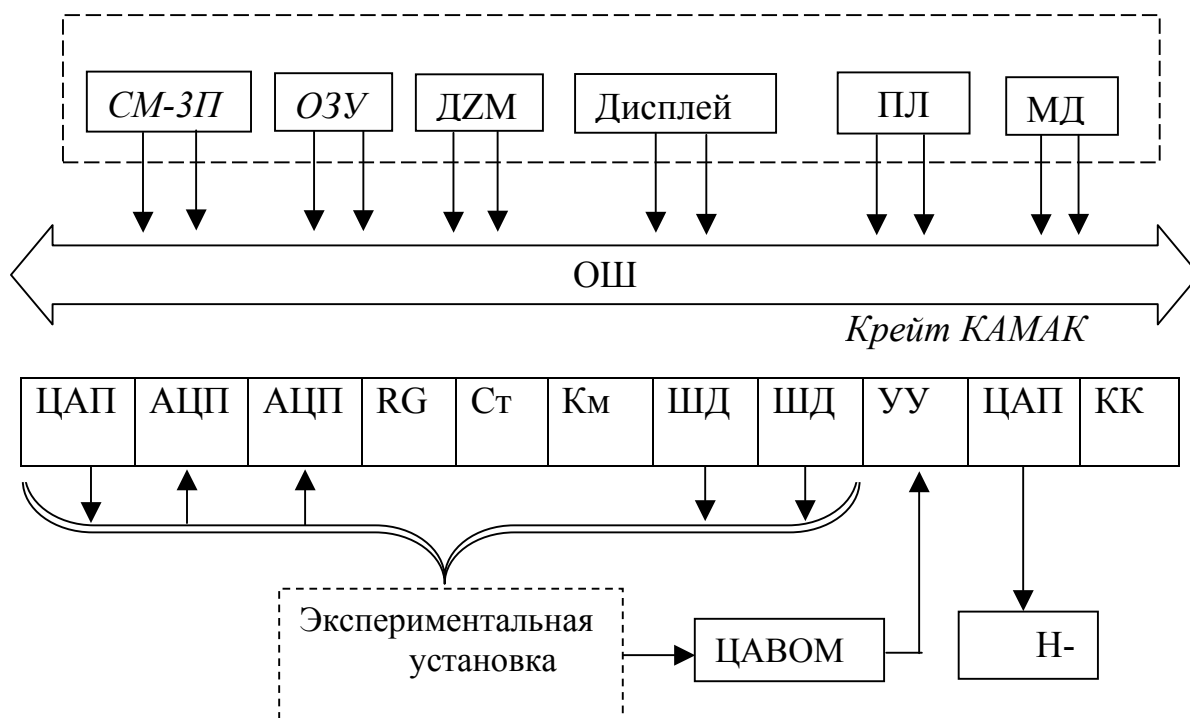 СМ-3П ОЗУ ДZМ Дисплей ПЛ МД
ОШ
Крейт КАМАК
ЦАП АЦП АЦП RG Ст Км ШД ШД УУ ЦАП КК
Экспериментальная
установка
ЦАВОМ
Н-